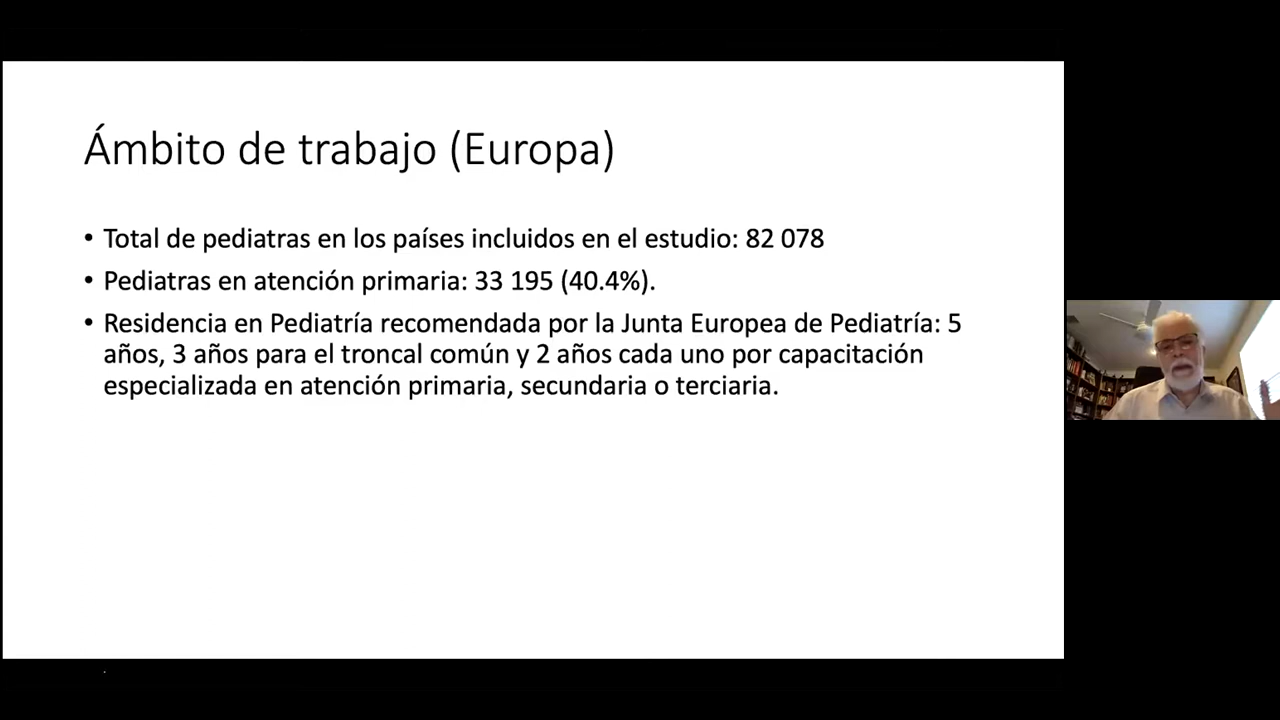 Ámbito de trabajo (Europa)
• Total de pediatras en los países incluidos en el estudio: 82 078
• Pediatras en atención primaria: 33 195 (40.4%).
• Residencia en Pediatría recomendada por la Junta Europea de Pediatría: 5
años, 3 años para el troncal común y 2 años cada uno por capacitación
especializada en atención primaria, secundaria o terciaria.